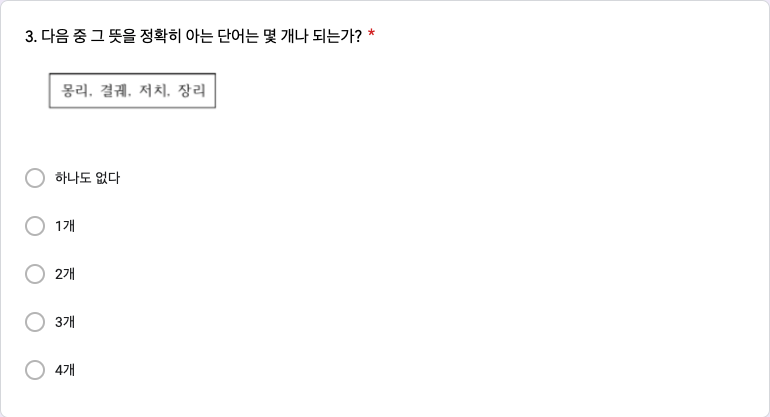 3. 다음 중 그 뜻을 정확히 아는 단어는 몇 개나 되는가? *
몽리, 결궤, 저치, 장리
하나도 없다
1개
2개
3개
4개